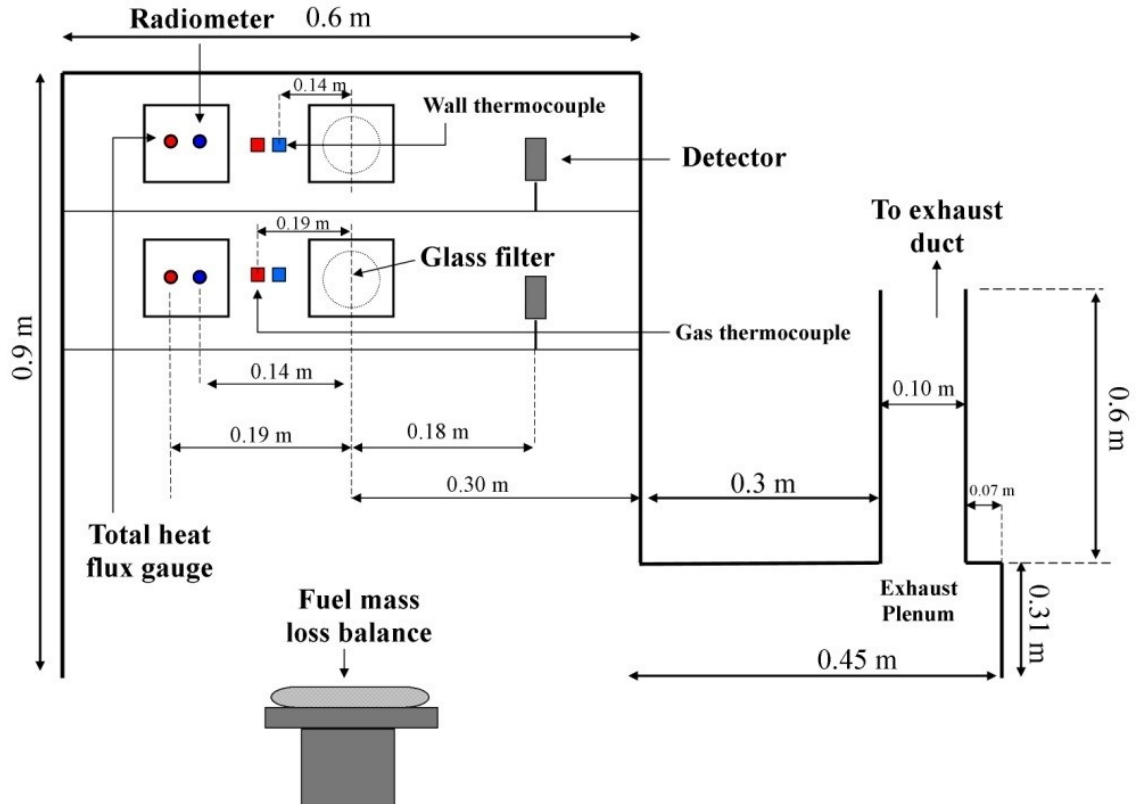 Radiometer
0.6 m
0.14 m
Wall thermocouple
Detector
To exhaust
duct
0.19 m
Glass filter
Gas thermocouple
0.9 m
0.14 m
0.10 m
0.6 m
0.19 m
0.18 m
0.30 m
0.3 m
0.07 m
Total heat
flux gauge
Exhaust
Plenum
0.31 m
Fuel mass
loss balance
0.45 m